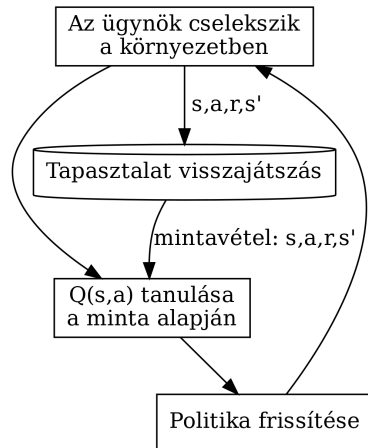 Az ügynök cselekszik
a környezetben
s,a,r,s'
Tapasztalat visszajátszás
mintavétel: s,a,r,s'
Q(s,a) tanulása
a minta alapján
Politika frissítése